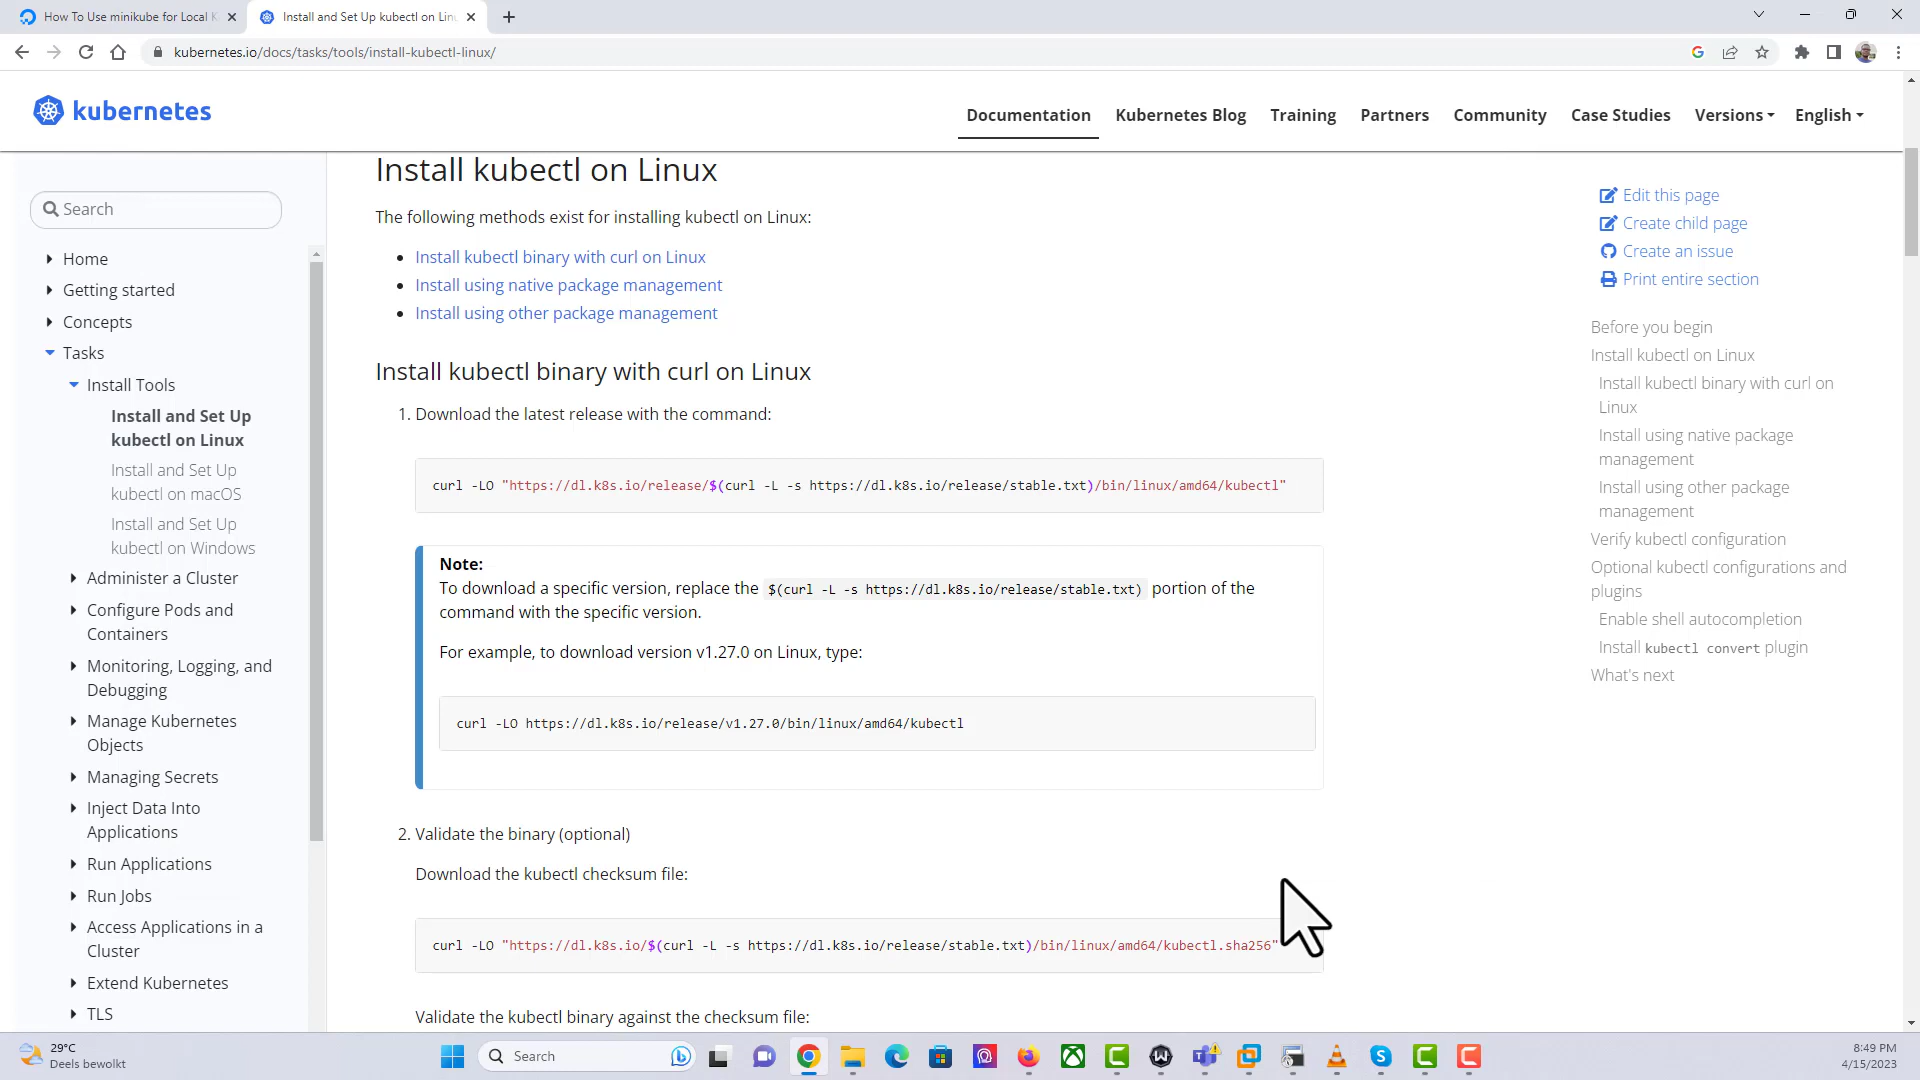 How To Use minikube for Local K
Install and Set Up kubectl on Linu
kubernetes.io/docs/tasks/tools/install-kubectl-linux/
kubernetes
Documentation
Kubernetes Blog
Training
Partners
Community
Case Studies
Versions
English
Search
Home
Getting started
Concepts
Tasks
Install Tools
Install and Set Up
kubectl on Linux
Install and Set Up
kubectl on macOS
Install and Set Up
kubectl on Windows
Administer a Cluster
Configure Pods and
Containers
Monitoring, Logging, and
Debugging
Manage Kubernetes
Objects
Managing Secrets
Inject Data Into
Applications
Run Applications
Run Jobs
Access Applications in a
Cluster
Extend Kubernetes
TLS
Install kubectl on Linux
The following methods exist for installing kubectl on Linux:
Install kubectl binary with curl on Linux
Install using native package management
Install using other package management
Install kubectl binary with curl on Linux
1. Download the latest release with the command:
curl -LO "https://dl.k8s.io/release/$(curl -L -s https://dl.k8s.io/release/stable.txt)/bin/linux/amd64/kubectl"
Note:
To download a specific version, replace the $(curl -L -s https://dl.k8s.io/release/stable.txt) portion of the
command with the specific version.
For example, to download version v1.27.0 on Linux, type:
curl -LO https://dl.k8s.io/release/v1.27.0/bin/linux/amd64/kubectl
2. Validate the binary (optional)
Download the kubectl checksum file:
curl -LO "https://dl.k8s.io/$(curl -L -s https://dl.k8s.io/release/stable.txt)/bin/linux/amd64/kubectl.sha256"
Validate the kubectl binary against the checksum file:
Edit this page
Create child page
Create an issue
Print entire section
Before you begin
Install kubectl on Linux
Install kubectl binary with curl on
Linux
Install using native package
management
Install using other package
management
Verify kubectl configuration
Optional kubectl configurations and
plugins
Enable shell autocompletion
Install kubectl convert plugin
What's next
29°C
Deels bewolkt
Search
8:49 PM
4/15/2023